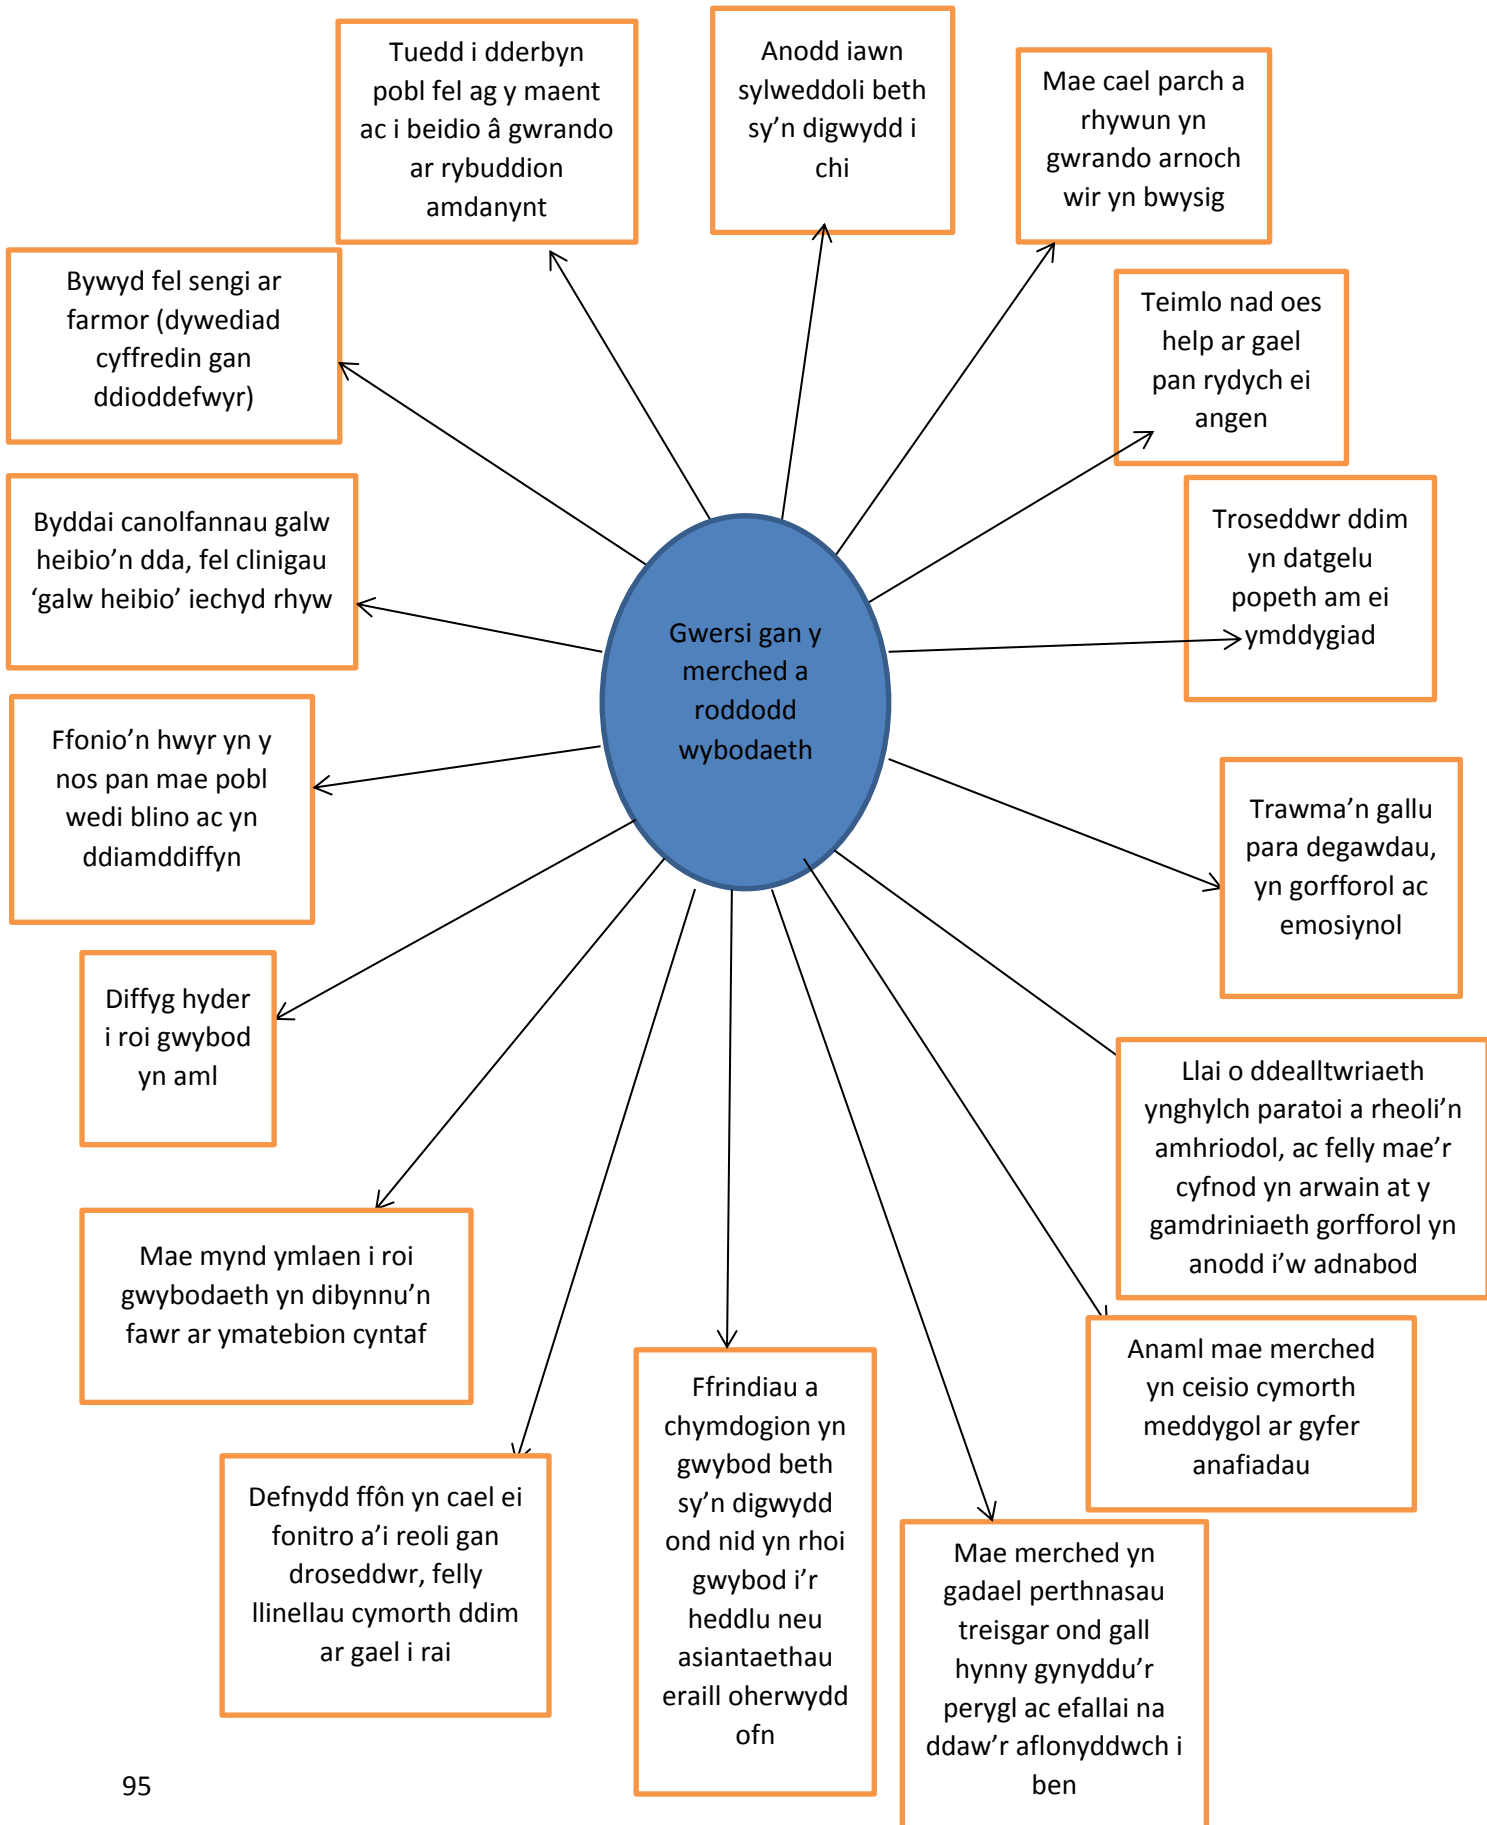 Tuedd i dderbyn
pobl fel ag y maent
ac i beidio â gwrando
ar rybuddion
amdanynt
Anodd iawn
sylweddoli beth
sy’n digwydd i
chi
Mae cael parch a
rhywun yn
gwrando arnoch
wir yn bwysig
Bywyd fel sengi ar
farmor (dywediad
cyffredin gan
ddioddefwyr)
Teimlo nad oes
help ar gael
pan rydych ei
angen
Byddai canolfannau galw
heibio’n dda, fel clinigau
‘galw heibio’ iechyd rhyw
Troseddwr ddim
yn datgelu
popeth am ei
ymddygiad
Gwersi gan y
merched a
roddodd
wybodaeth
Ffonio’n hwyr yn y
nos pan mae pobl
wedi blino ac yn
ddiamddiffyn
Trawma’n gallu
para degawdau,
yn gorfforol ac
emosiynol
Diffyg hyder
i roi gwybod
yn aml
Llai o ddealltwriaeth
ynghylch paratoi a rheoli’n
amhriodol, ac felly mae’r
cyfnod yn arwain at y
gamdriniaeth gorfforol yn
anodd i’w adnabod
Mae mynd ymlaen i roi
gwybodaeth yn dibynnu’n
fawr ar ymatebion cyntaf
Anaml mae merched
yn ceisio cymorth
meddygol ar gyfer
anafiadau
Ffrindiau a
chymdogion yn
gwybod beth
sy’n digwydd
ond nid yn rhoi
gwybod i’r
heddlu neu
asiantaethau
eraill oherwydd
ofn
Defnydd ffôn yn cael ei
fonitro a’i reoli gan
droseddwr, felly
llinellau cymorth ddim
ar gael i rai
Mae merched yn
gadael perthnasau
treisgar ond gall
hynny gynyddu’r
perygl ac efallai na
ddaw’r aflonyddwch i
ben
95